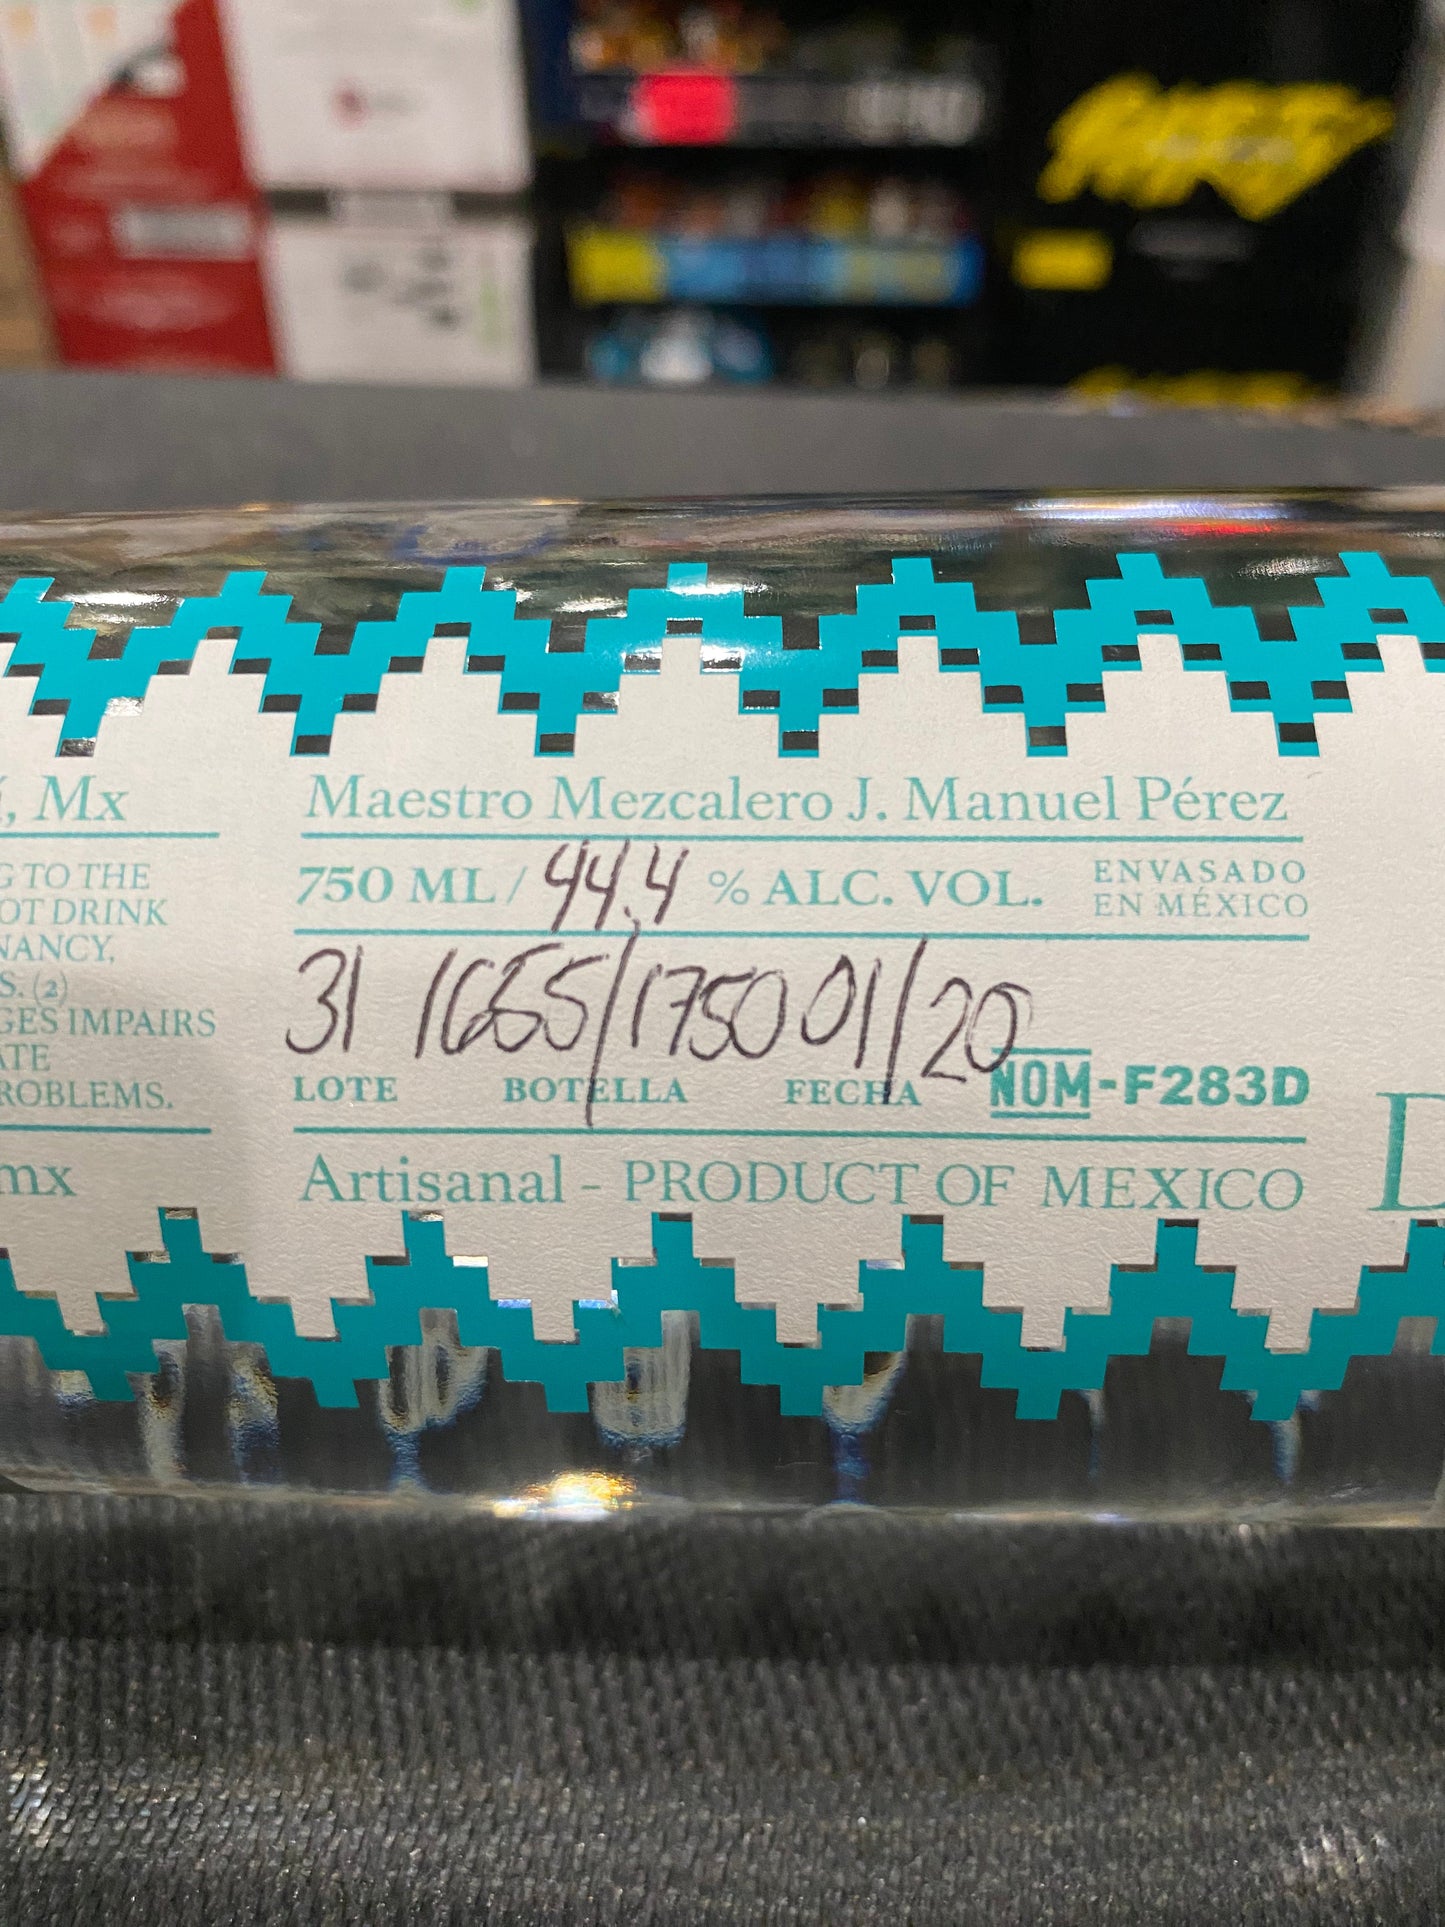 , Mx
G TO THE
OT DRINK
NANCY,
S. (2)
GES IMPAIRS
ATE
ROBLEMS.
mx
Maestro Mezcalero J. Manuel Pérez
750 ML / 44.4 % ALC. VOL.
ENVASADO
EN MÉXICO
31 1655/1750 01/20
LOTE BOTELLA FECHA NOM-F283D
Artisanal - PRODUCT OF MEXICO